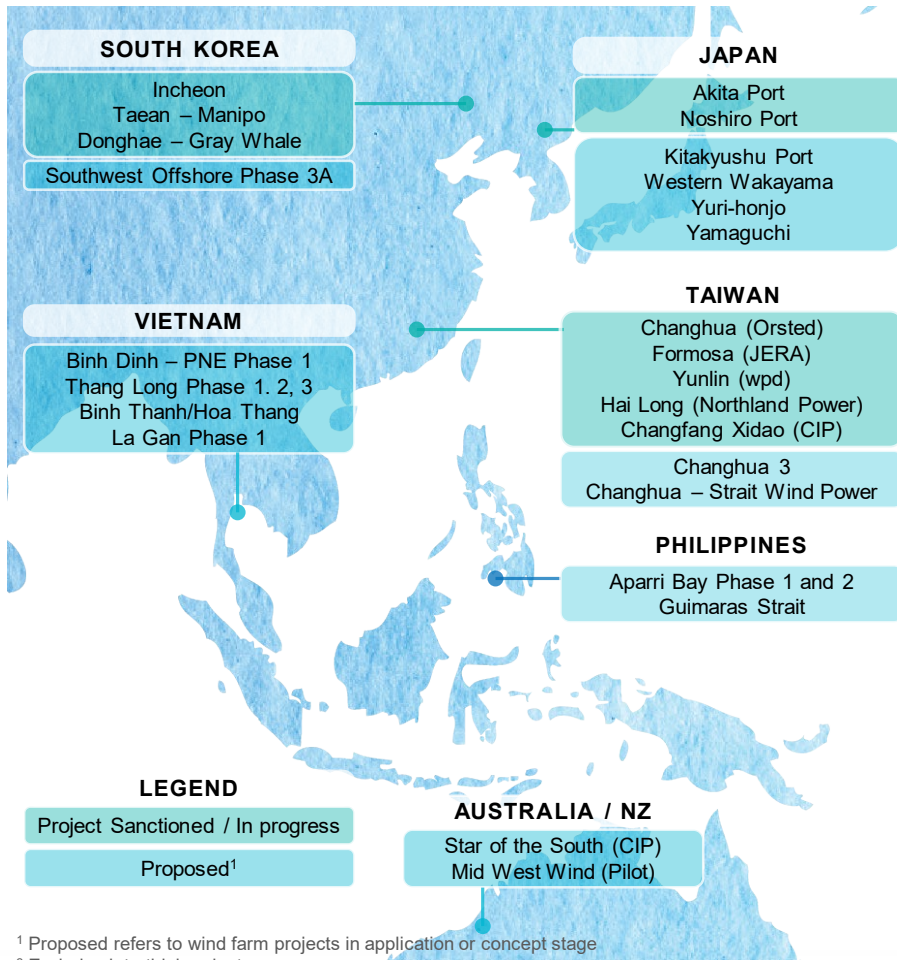 SOUTH KOREA
Incheon
Taean – Manipo
Donghae – Gray Whale
Southwest Offshore Phase 3A
JAPAN
Akita Port
Noshiro Port
Kitakyushu Port
Western Wakayama
Yuri-honjo
Yamaguchi
VIETNAM
Binh Dinh – PNE Phase 1
Thang Long Phase 1. 2, 3
Binh Thanh/Hoa Thang
La Gan Phase 1
TAIWAN
Changhua (Orsted)
Formosa (JERA)
Yunlin (wpd)
Hai Long (Northland Power)
Changfang Xidao (CIP)
Changhua 3
Changhua – Strait Wind Power
PHILIPPINES
Aparri Bay Phase 1 and 2
Guimaras Strait
LEGEND
Project Sanctioned / In progress
Proposed¹
AUSTRALIA / NZ
Star of the South (CIP)
Mid West Wind (Pilot)
¹ Proposed refers to wind farm projects in application or concept stage